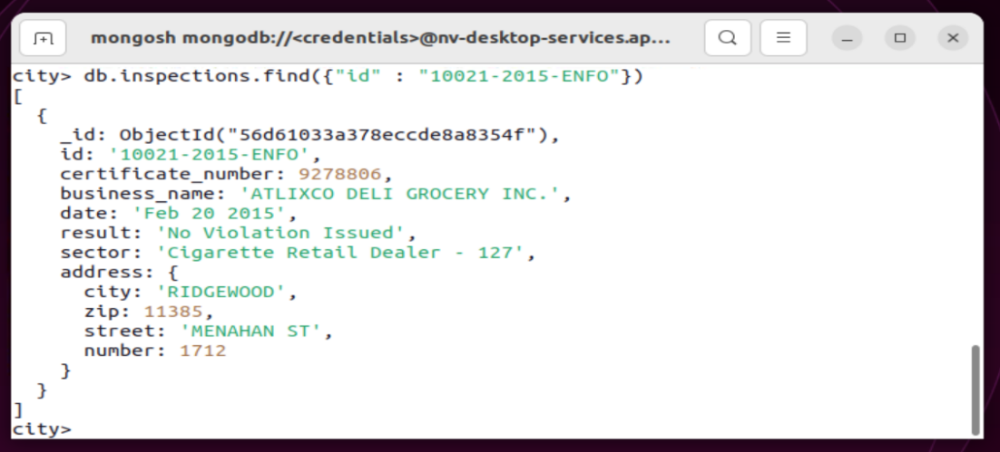 mongosh mongodb://<credentials>@nv-desktop-services.ap...
city> db.inspections.find({"id" : "10021-2015-ENFO"})
[
  {
    _id: ObjectId("56d61033a378eccde8a8354f"),
    id: '10021-2015-ENFO',
    certificate_number: 9278806,
    business_name: 'ATLIXCO DELI GROCERY INC.',
    date: 'Feb 20 2015',
    result: 'No Violation Issued',
    sector: 'Cigarette Retail Dealer - 127',
    address: {
      city: 'RIDGEWOOD',
      zip: 11385,
      street: 'MENAHAN ST',
      number: 1712
    }
  }
]
city>